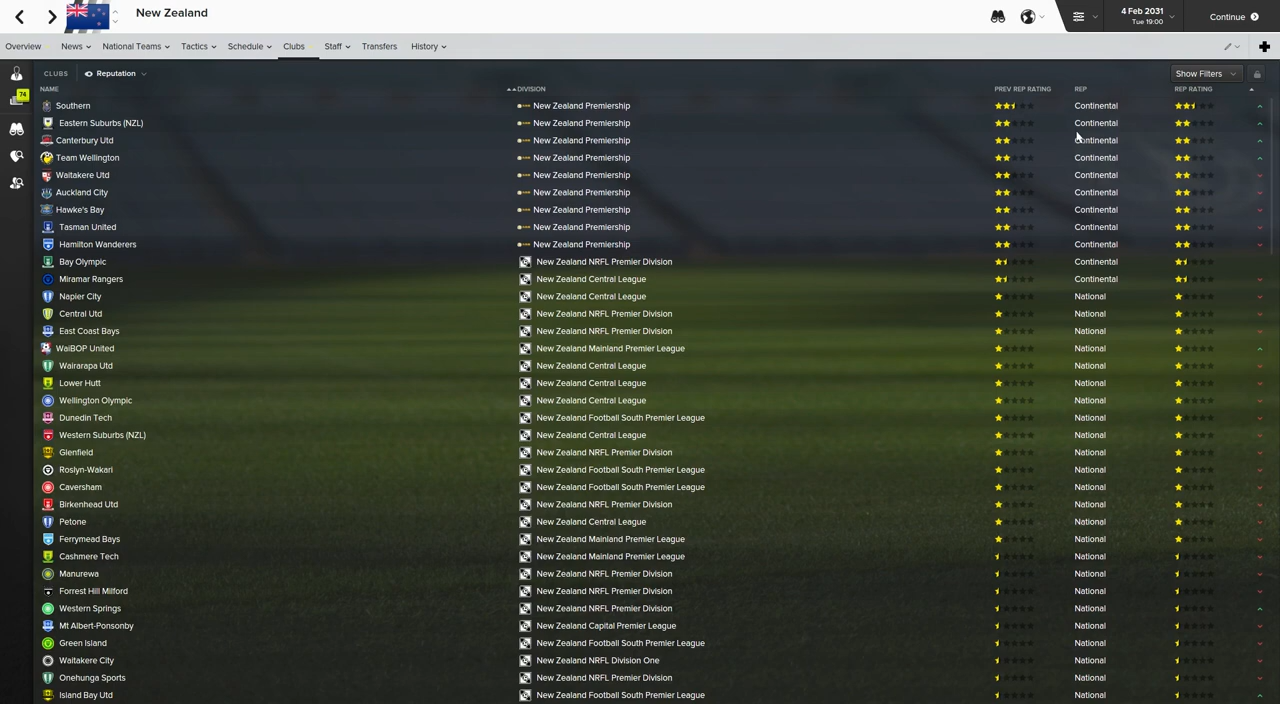 New Zealand
4 Feb 2031
Tue 19:00
Continue
Overview News National Teams Tactics Schedule Clubs Staff Transfers History
74
CLUBS Reputation Show Filters
NAME DIVISION PREV REP RATING REP REP RATING
Southern New Zealand Premiership Continental
Eastern Suburbs (NZL) New Zealand Premiership Continental
Canterbury Utd New Zealand Premiership Continental
Team Wellington New Zealand Premiership Continental
Waitakere Utd New Zealand Premiership Continental
Auckland City New Zealand Premiership Continental
Hawke's Bay New Zealand Premiership Continental
Tasman United New Zealand Premiership Continental
Hamilton Wanderers New Zealand Premiership Continental
Bay Olympic New Zealand NRFL Premier Division Continental
Miramar Rangers New Zealand Central League Continental
Napier City New Zealand Central League National
Central Utd New Zealand NRFL Premier Division National
East Coast Bays New Zealand NRFL Premier Division National
WaiBOP United New Zealand Mainland Premier League National
Wairarapa Utd New Zealand Central League National
Lower Hutt New Zealand Central League National
Wellington Olympic New Zealand Central League National
Dunedin Tech New Zealand Football South Premier League National
Western Suburbs (NZL) New Zealand Central League National
Glenfield New Zealand NRFL Premier Division National
Roslyn-Wakari New Zealand Football South Premier League National
Caversham New Zealand Football South Premier League National
Birkenhead Utd New Zealand NRFL Premier Division National
Petone New Zealand Central League National
Ferrymead Bays New Zealand Mainland Premier League National
Cashmere Tech New Zealand Mainland Premier League National
Manurewa New Zealand NRFL Premier Division National
Forrest Hill Milford New Zealand NRFL Premier Division National
Western Springs New Zealand NRFL Premier Division National
Mt Albert-Ponsonby New Zealand Capital Premier League National
Green Island New Zealand Football South Premier League National
Waitakere City New Zealand NRFL Division One National
Onehunga Sports New Zealand NRFL Premier Division National
Island Bay Utd New Zealand Football South Premier League National